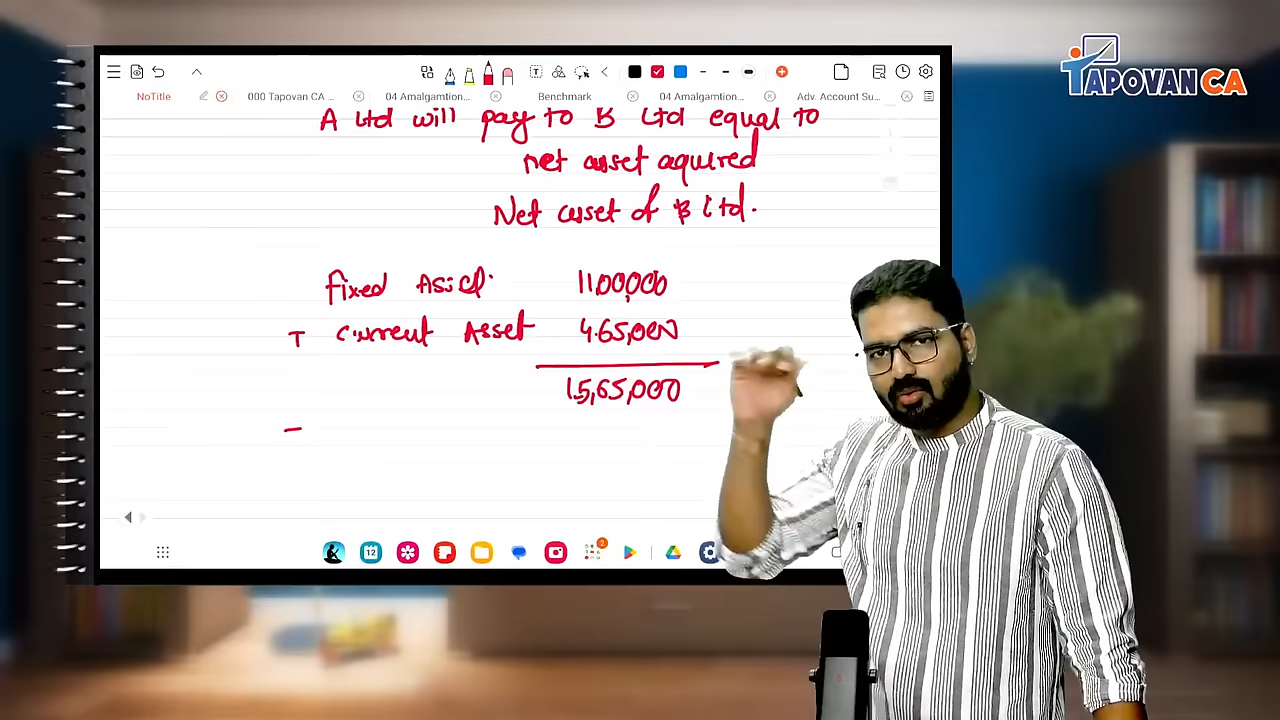 TAPOVAN CA
NoTitle
000 Tapovan CA ...
04 Amalgamtion...
Benchmark
04 Amalgamtion...
Adv. Account Su...
A Ltd will pay to B Ltd equal to
net asset aquired
Net asset of B Ltd.
Fixed
11,00,000
+ Current Asset 4,65,000
15,65,000
-
12
2